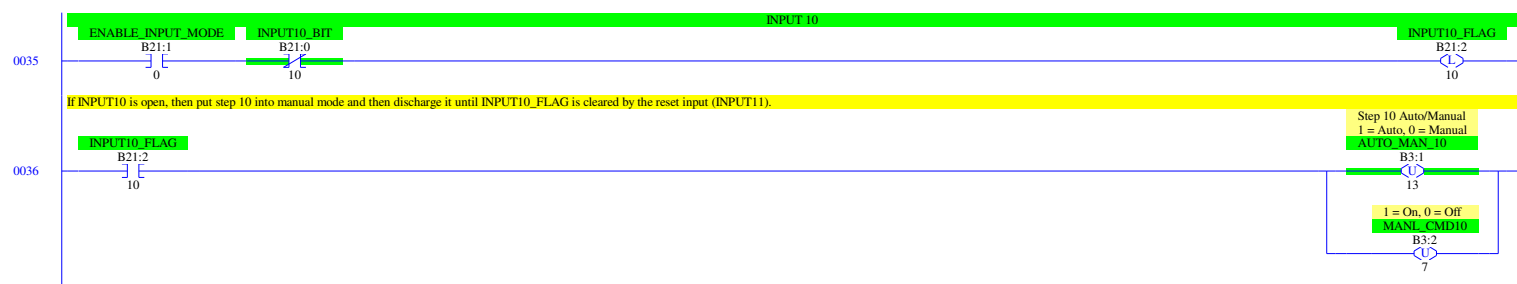 INPUT 10
ENABLE_INPUT_MODE INPUT10_BIT INPUT10_FLAG
B21:1 B21:0 B21:2
0035 L
0 10 10
If INPUT10 is open, then put step 10 into manual mode and then discharge it until INPUT10_FLAG is cleared by the reset input (INPUT11).
Step 10 Auto/Manual
1 = Auto, 0 = Manual
INPUT10_FLAG AUTO_MAN_10
B21:2 B3:1
0036 U
10 13
1 = On, 0 = Off
MANL_CMD10
B3:2
U
7